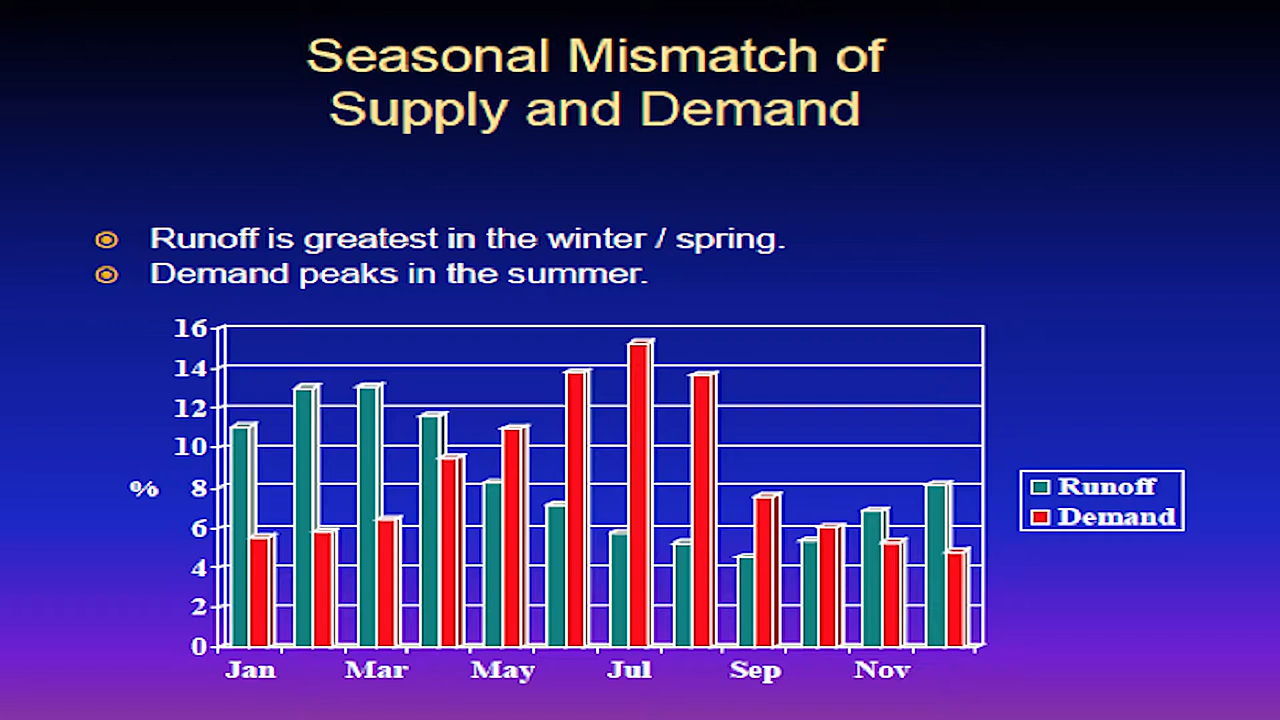 Seasonal Mismatch of
Supply and Demand
Runoff is greatest in the winter / spring.
Demand peaks in the summer.
16
14
12
10
% 8
6
4
2
0
Jan Mar May Jul Sep Nov
Runoff
Demand